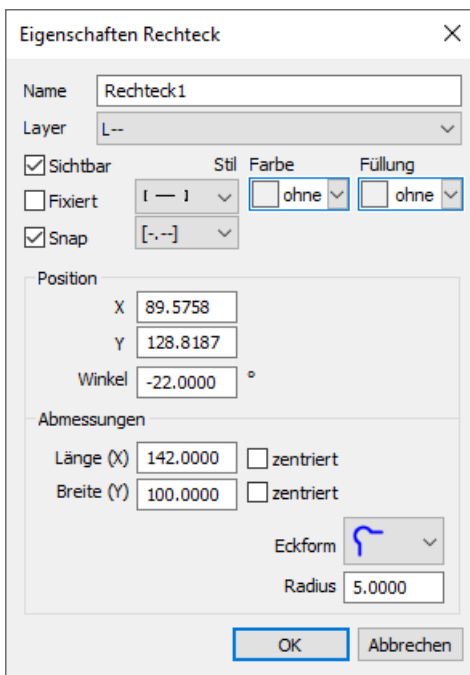 Eigenschaften Rechteck
Name Rechteck1
Layer L--
Sichtbar Stil Farbe Füllung
Fixiert [ — ] ohne ohne
Snap [-.--]
Position
X 89.5758
Y 128.8187
Winkel -22.0000 °
Abmessungen
Länge (X) 142.0000 zentriert
Breite (Y) 100.0000 zentriert
Eckform
Radius 5.0000
OK Abbrechen